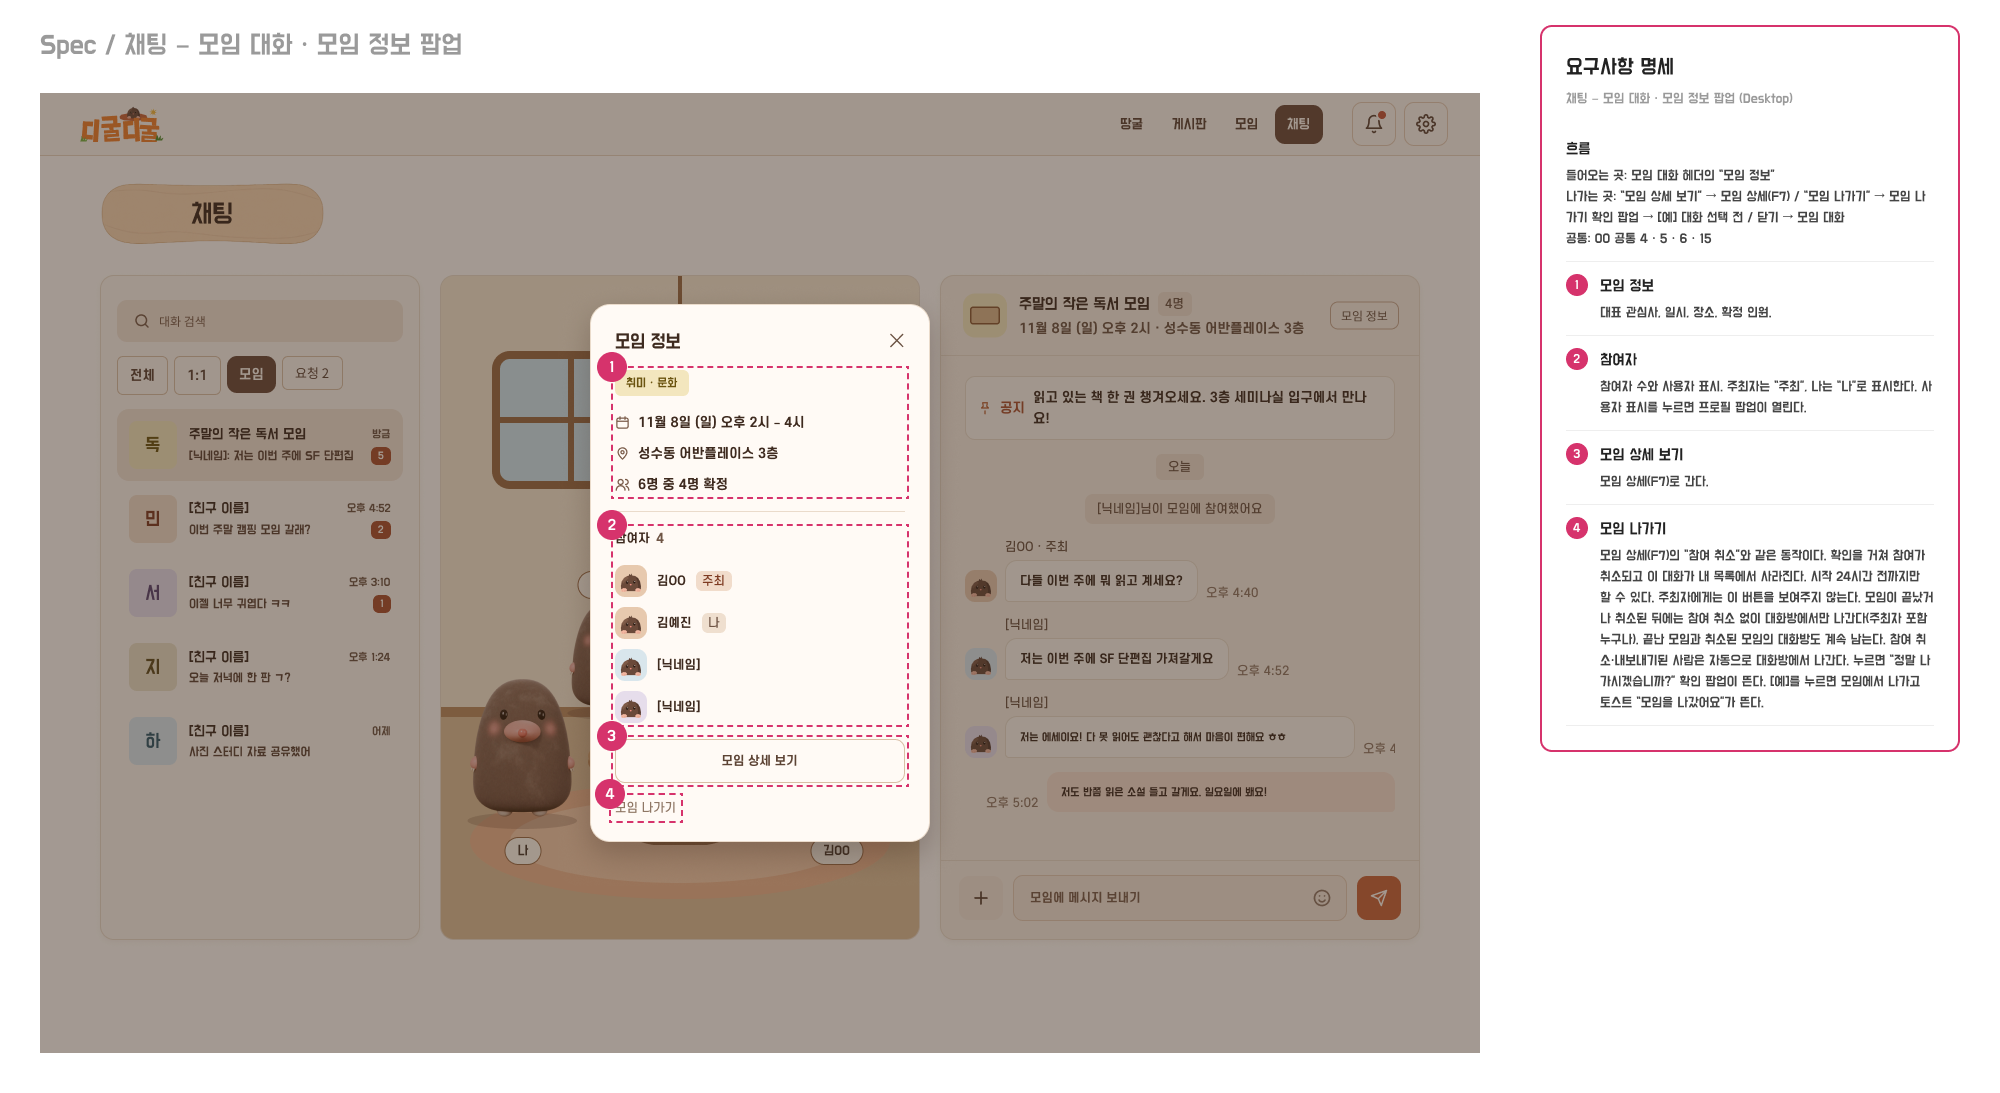 Spec / 채팅 – 모임 대화 · 모임 정보 팝업
디굴디굴
땅굴
게시판
모임
채팅
채팅
대화 검색
전체
1:1
모임
요청 2
독
주말의 작은 독서 모임
방금
[닉네임]: 저는 이번 주에 SF 단편집
5
민
[친구 이름]
오후 4:52
이번 주말 캠핑 모임 갈래?
2
서
[친구 이름]
오후 3:10
이젤 너무 귀엽다 ㅋㅋ
1
지
[친구 이름]
오후 1:24
오늘 저녁에 한 판 ㄱ?
하
[친구 이름]
어제
사진 스터디 자료 공유했어
나
김OO
모임 정보
1
취미 · 문화
11월 8일 (일) 오후 2시 – 4시
성수동 어반플레이스 3층
6명 중 4명 확정
2
참여자 4
김OO
주최
김예진
나
[닉네임]
[닉네임]
3
모임 상세 보기
4
모임 나가기
주말의 작은 독서 모임
4명
11월 8일 (일) 오후 2시 · 성수동 어반플레이스 3층
모임 정보
공지
읽고 있는 책 한 권 챙겨오세요. 3층 세미나실 입구에서 만나
요!
오늘
[닉네임]님이 모임에 참여했어요
김OO · 주최
다들 이번 주에 뭐 읽고 계세요?
오후 4:40
[닉네임]
저는 이번 주에 SF 단편집 가져갈게요
오후 4:52
[닉네임]
저는 에세이요! 다 못 읽어도 괜찮다고 해서 마음이 편해요 ㅎㅎ
오후 4
오후 5:02
저도 반쯤 읽은 소설 들고 갈게요. 일요일에 봬요!
모임에 메시지 보내기
요구사항 명세
채팅 – 모임 대화 · 모임 정보 팝업 (Desktop)
흐름
들어오는 곳: 모임 대화 헤더의 "모임 정보"
나가는 곳: "모임 상세 보기" → 모임 상세(F7) / "모임 나가기" → 모임 나
가기 확인 팝업 → [예] 대화 선택 전 / 닫기 → 모임 대화
공통: 00 공통 4 · 5 · 6 · 15
1
모임 정보
대표 관심사, 일시, 장소, 확정 인원.
2
참여자
참여자 수와 사용자 표시. 주최자는 "주최", 나는 "나"로 표시한다. 사
용자 표시를 누르면 프로필 팝업이 열린다.
3
모임 상세 보기
모임 상세(F7)로 간다.
4
모임 나가기
모임 상세(F7)의 "참여 취소"와 같은 동작이다. 확인을 거쳐 참여가
취소되고 이 대화가 내 목록에서 사라진다. 시작 24시간 전까지만
할 수 있다. 주최자에게는 이 버튼을 보여주지 않는다. 모임이 끝났거
나 취소된 뒤에는 참여 취소 없이 대화방에서만 나간다(주최자 포함
누구나). 끝난 모임과 취소된 모임의 대화방도 계속 남는다. 참여 취
소·내보내기된 사람은 자동으로 대화방에서 나간다. 누르면 "정말 나
가시겠습니까?" 확인 팝업이 뜬다. [예]를 누르면 모임에서 나가고
토스트 "모임을 나갔어요"가 뜬다.